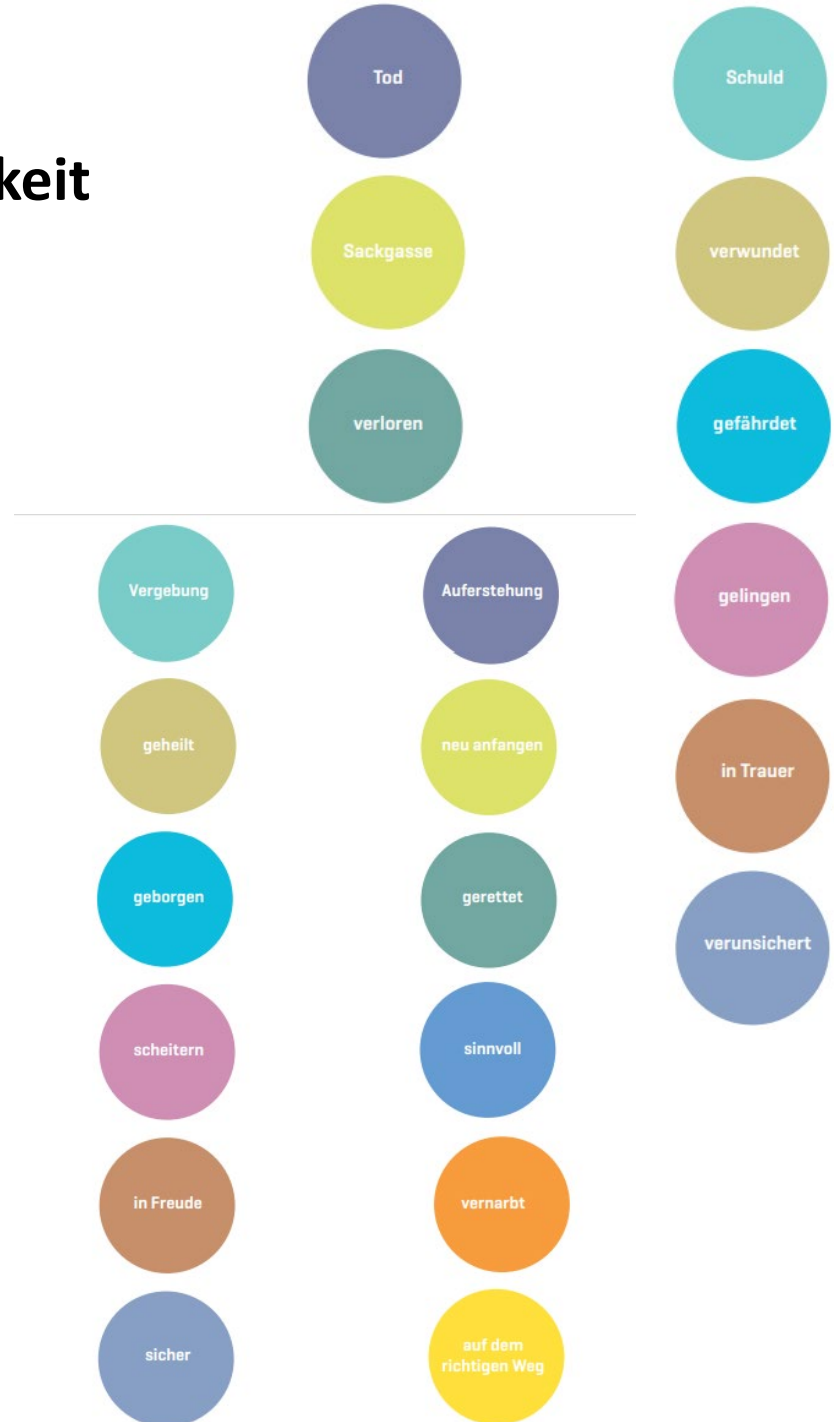 keit
Tod
Schuld
Sackgasse
verwundet
verloren
gefährdet
Vergebung
Auferstehung
gelingen
geheilt
neu anfangen
in Trauer
geborgen
gerettet
verunsichert
scheitern
sinnvoll
in Freude
vernarbt
sicher
auf dem
richtigen Weg